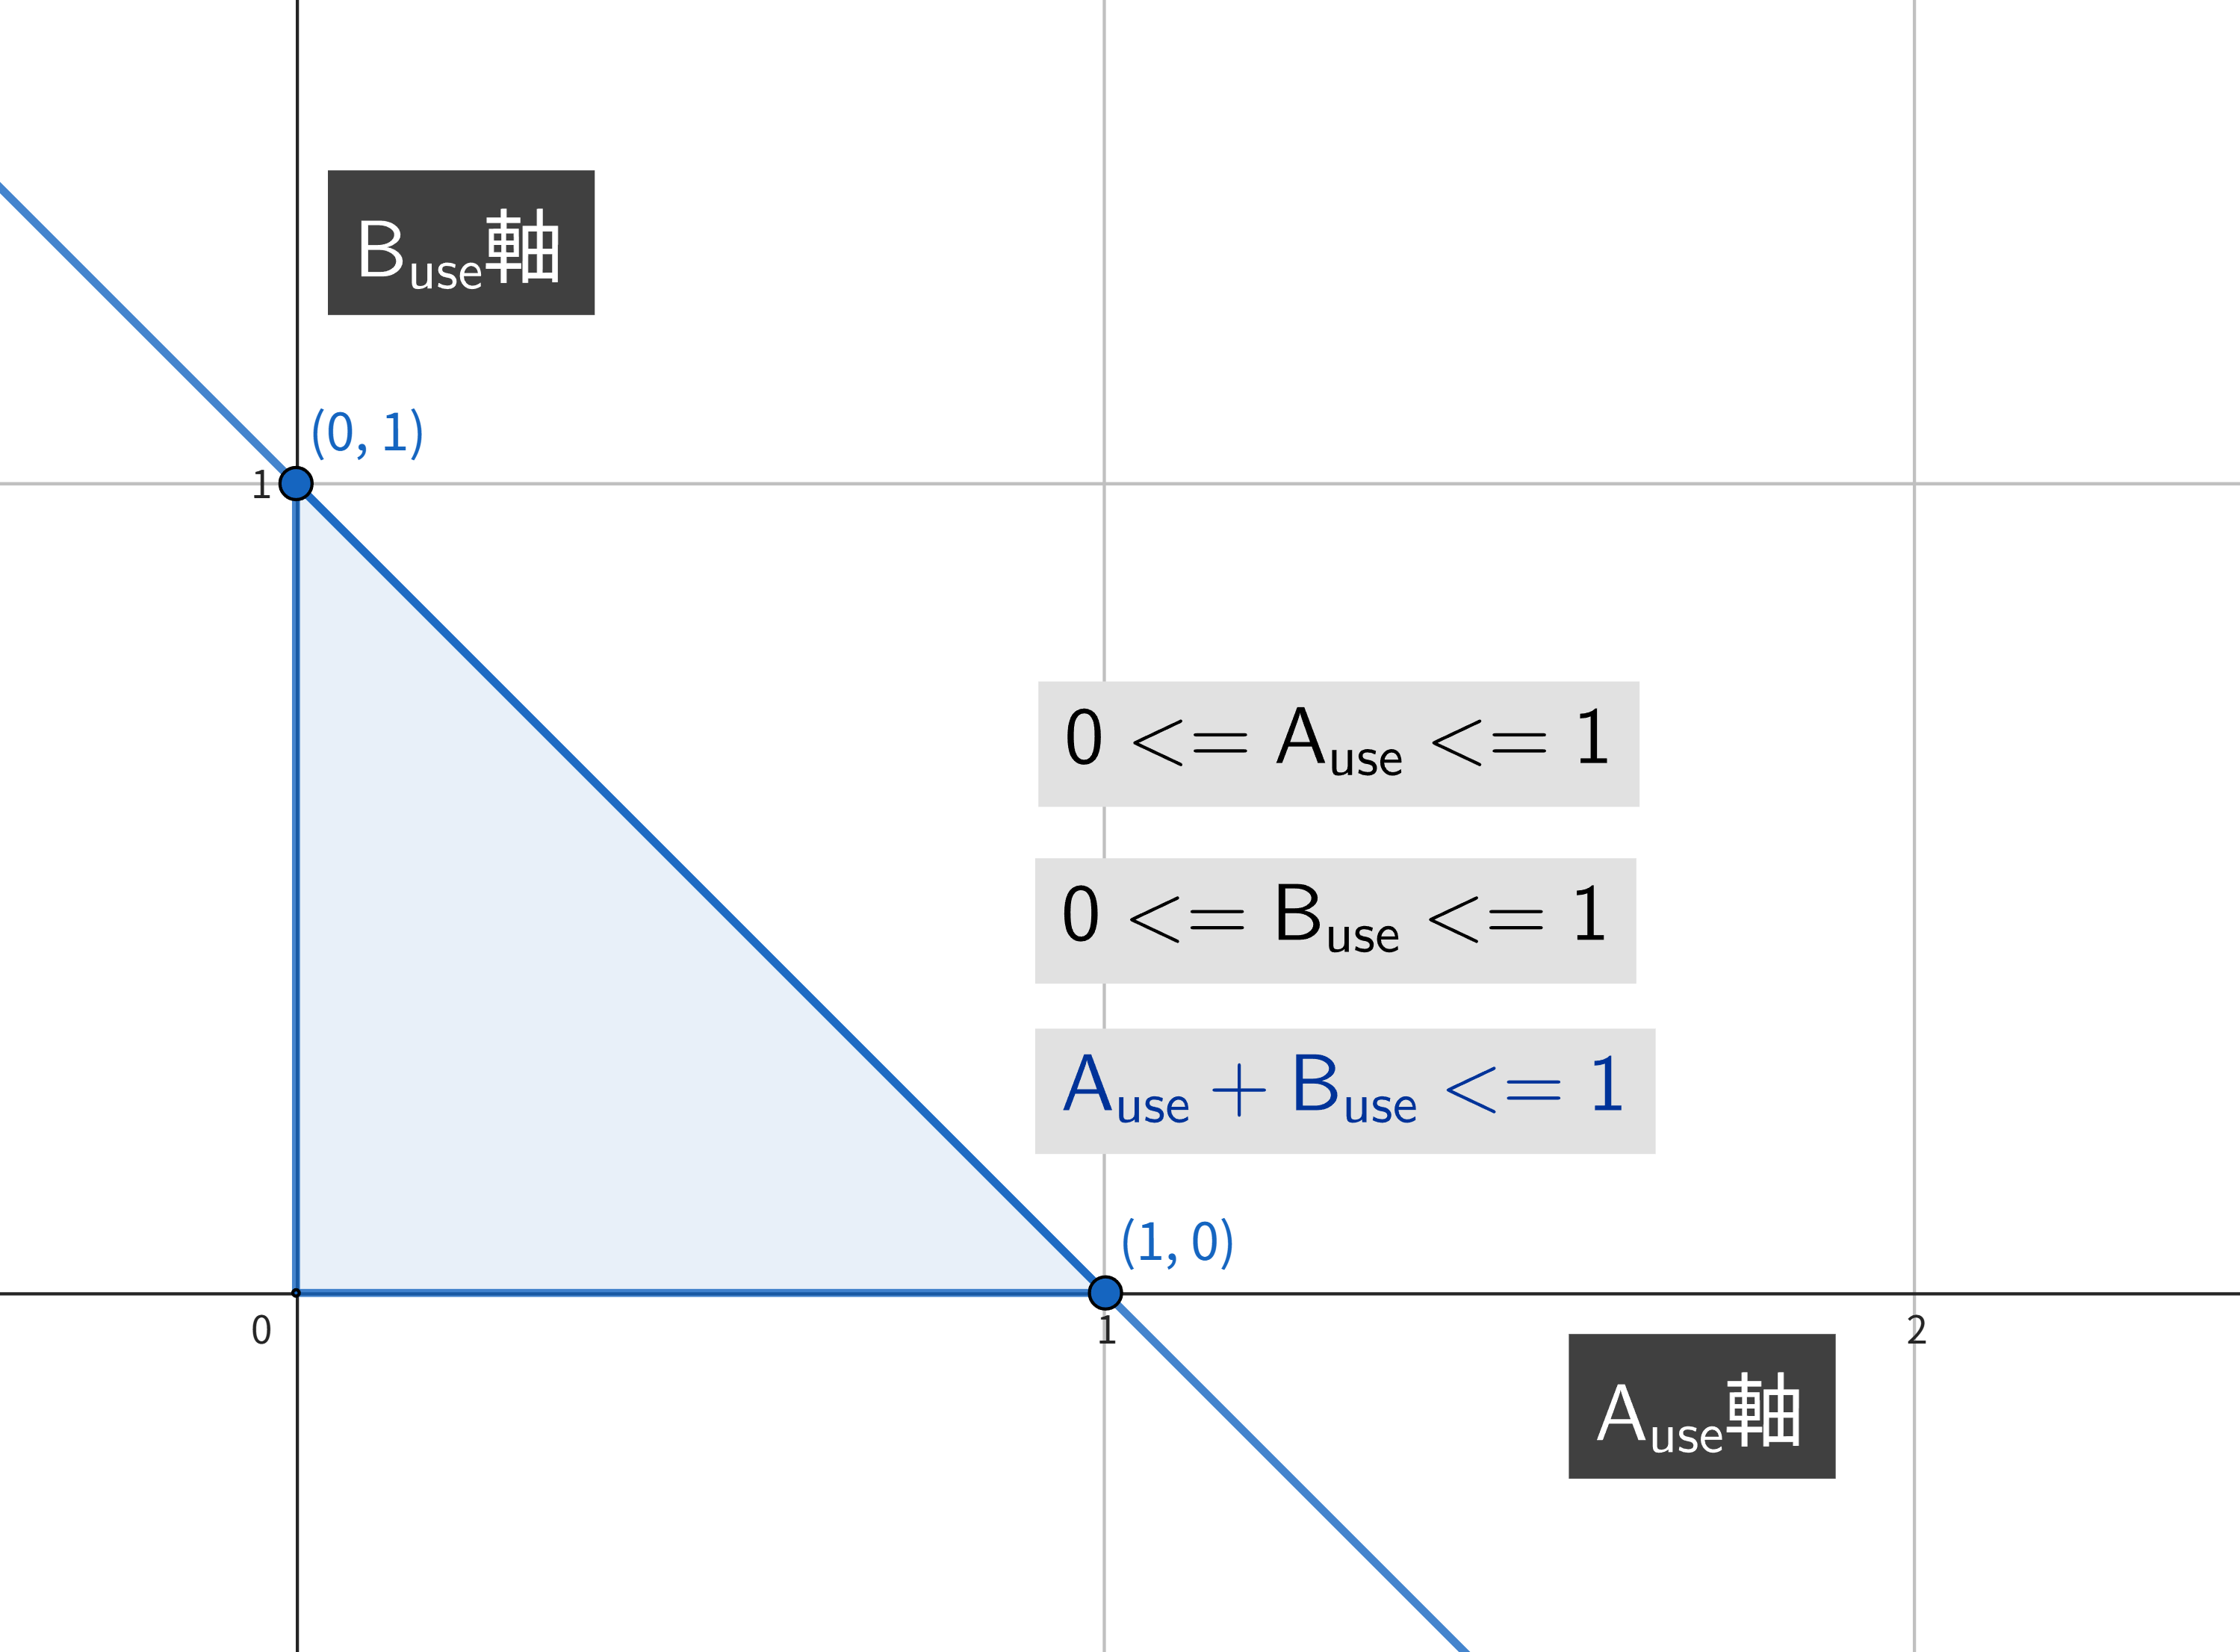 B_use軸
(0, 1)
1
0 <= A_use <= 1
0 <= B_use <= 1
A_use + B_use <= 1
(1, 0)
0
1
2
A_use軸